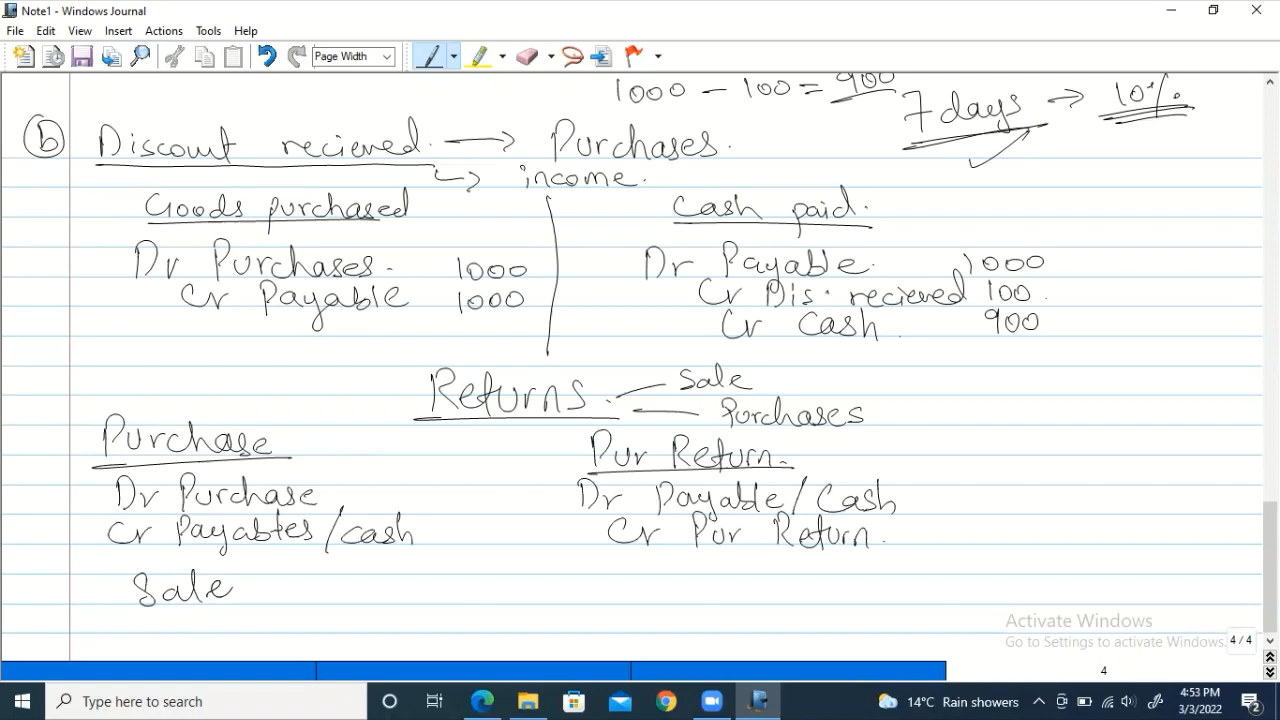 Note1 - Windows Journal
File Edit View Insert Actions Tools Help
Page Width
1000 - 100 = 900
7 days → 10%
(b) Discount recieved → Purchases.
↳ income.
Goods purchased
Cash paid.
Dr Purchases. 1000
Cr Payable 1000
Dr Payable. 1000
Cr Dis. recieved 100
Cr Cash 900
Returns.
Sale
Purchases
Purchase
Dr Purchase
Cr Payables/cash
Pur Return.
Dr Payable/Cash
Cr Pur Return.
Sale
Activate Windows
Go to Settings to activate Windows.
4 / 4
4
Type here to search
14°C Rain showers
4:53 PM
3/3/2022
2